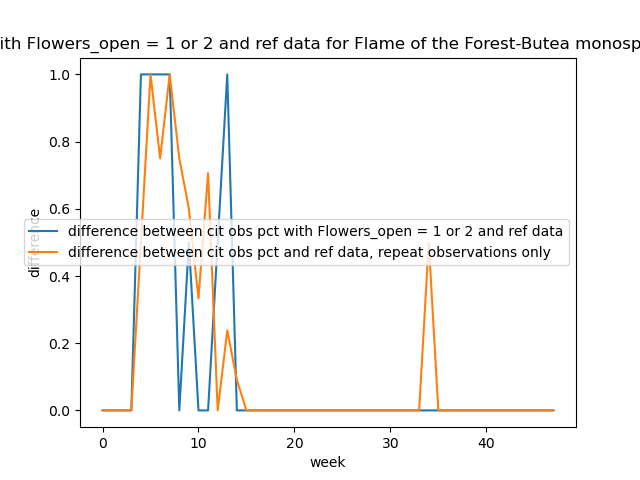 ith Flowers_open = 1 or 2 and ref data for Flame of the Forest-Butea monosp
1.0
0.8
0.6
difference between cit obs pct with Flowers_open = 1 or 2 and ref data
difference between cit obs pct and ref data, repeat observations only
difference
0.4
0.2
0.0
0 10 20 30 40
week